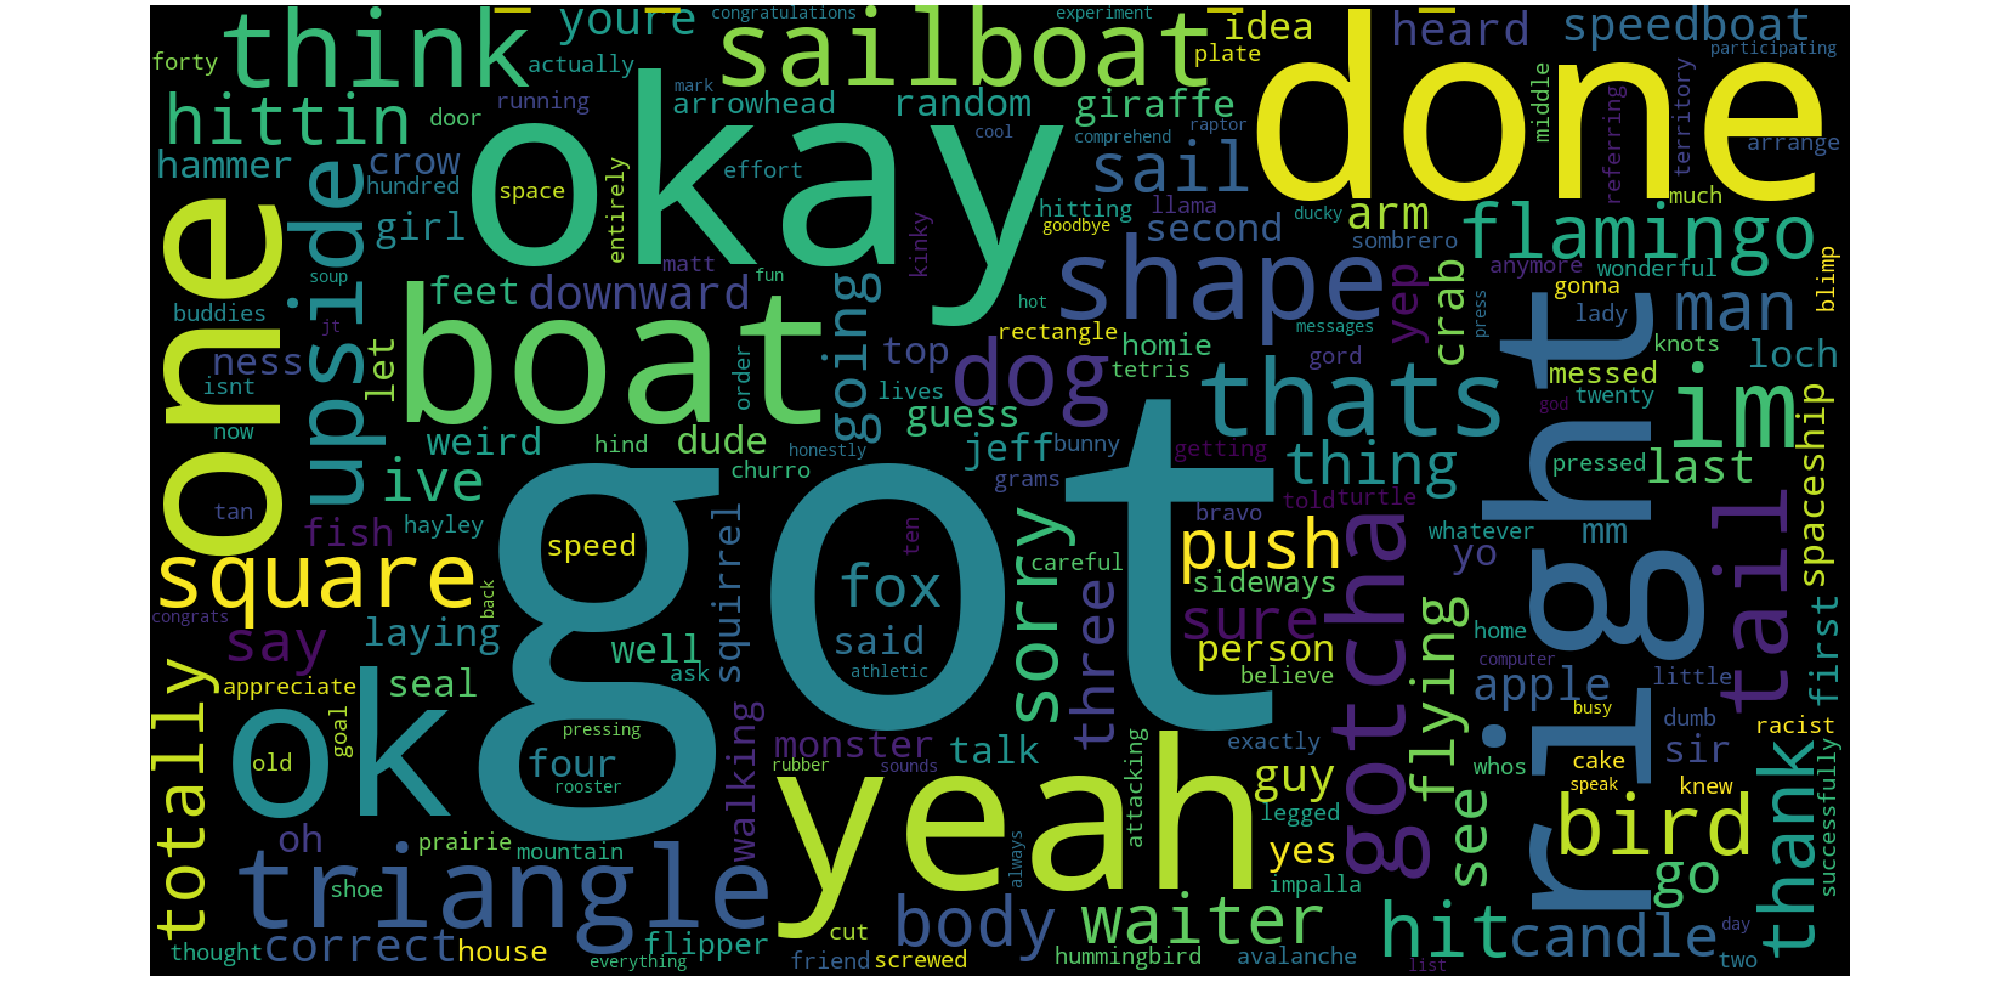 think
youre
congratulations
sailboat
experiment
idea
heard
speedboat
participating
plate
forty
actually
done
okay
hittin
running
mark
arrowhead
random
giraffe
middle
referring
territory
door
cool
comprehend
raptor
arrange
hammer
crow
hundred
upside
space
entirely
effort
sail
hitting
llama
ducky
arm
much
one
girl
kinky
goodbye
second
sombrero
flamingo
soup
matt
fun
shape
anymore
wonderful
blimp
buddies
feet
downward
going
hot
yep
crab
press
gonna
man
lady
jt
boat
rectangle
messages
right
ness
let
order
top
dog
homie
tetris
gord
thats
knots
loch
messed
isnt
lives
im
twenty
spaceship
god
now
weird
hind
dude
guess
honestly
jeff
bunny
getting
thing
pressed
last
ive
churro
grams
told
turtle
tail
tan
fish
hayley
got
squirrel
ten
sorry
bravo
push
gotcha
whatever
mm
square
speed
fox
careful
sideways
yo
back
congrats
say
laying
well
said
three
sure
flying
home
first
totally
appreciate
seal
ask
athletic
person
believe
computer
apple
little
ok
goal
pressing
busy
dumb
racist
old
four
walking
monster
talk
attacking
exactly
whos
cake
sir
thank
successfully
rooster
rubber
sounds
yeah
guy
see
speak
knew
legged
oh
prairie
mountain
always
yes
bird
triangle
shoe
impalla
go
body
waiter
hit
candle
day
thought
correct
house
flipper
everything
friend
cut
screwed
hummingbird
avalanche
list
two